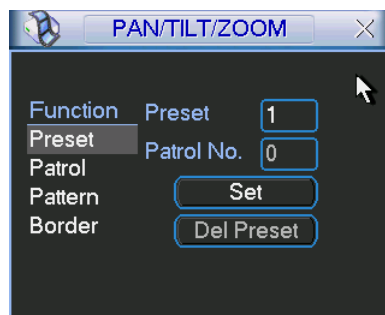 PAN/TILT/ZOOM
Function
Preset
Patrol
Pattern
Border
Preset 1
Patrol No. 0
Set
Del Preset